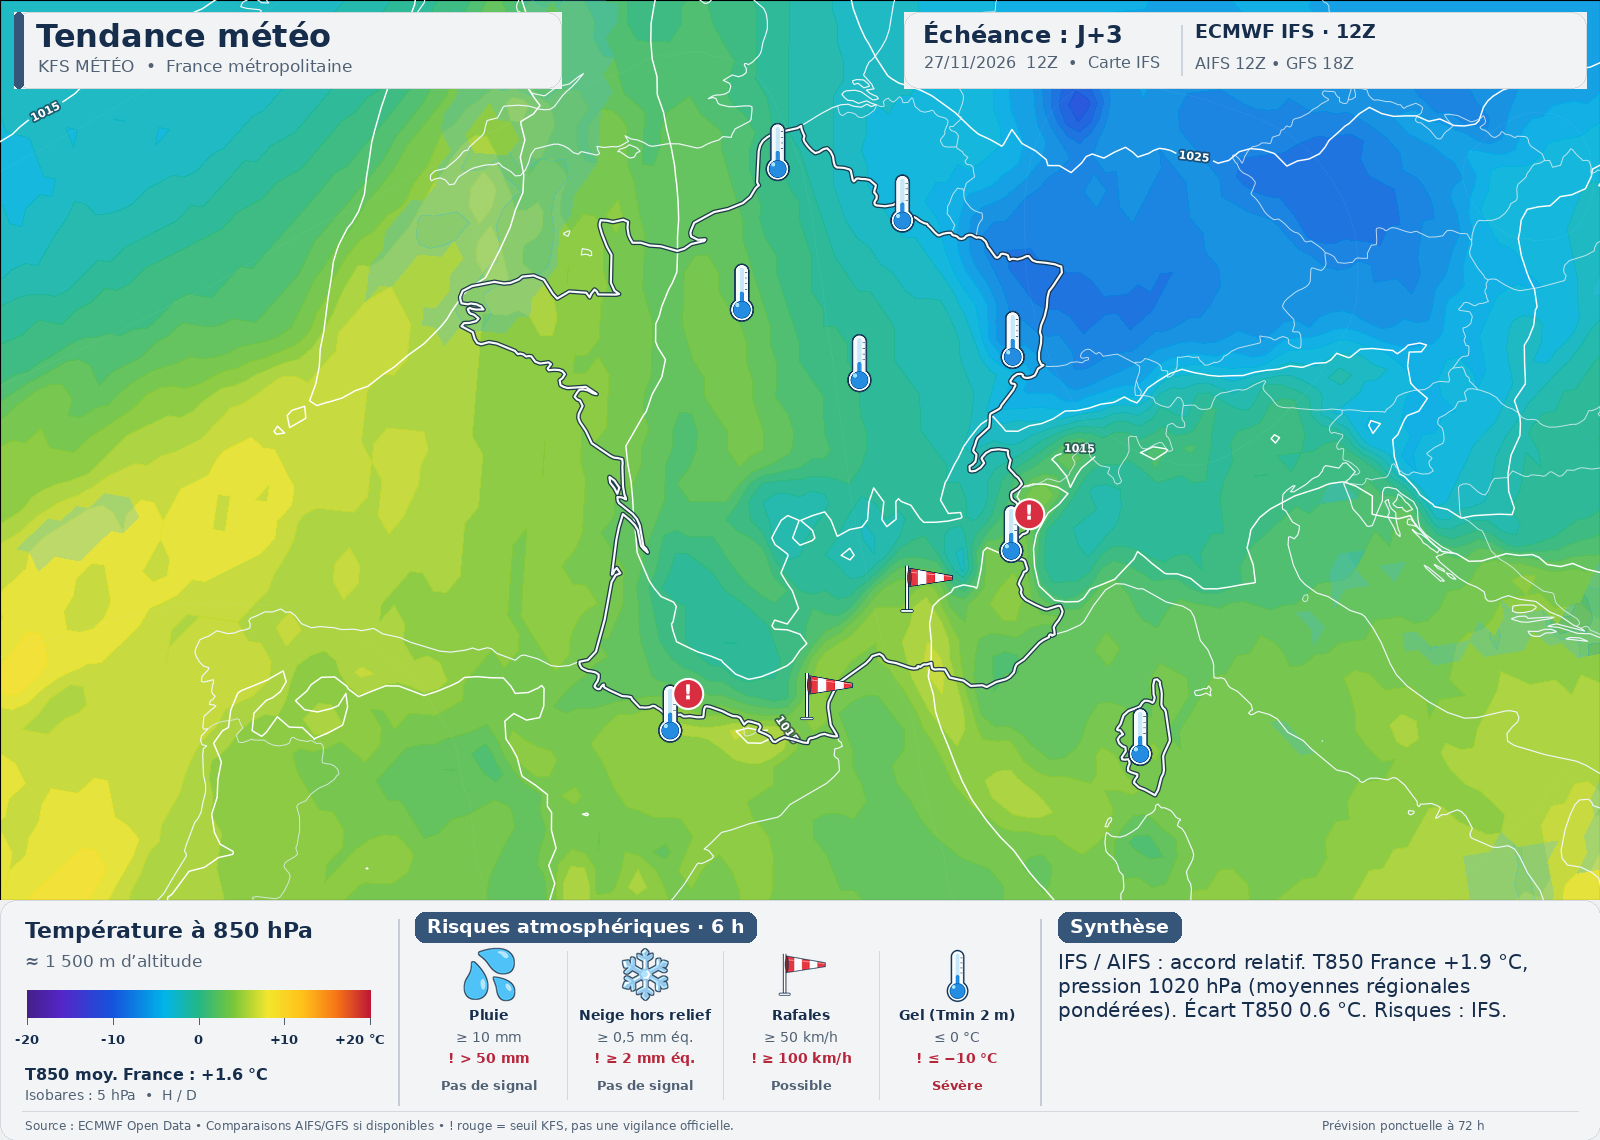 Tendance météo
KFS MÉTÉO • France métropolitaine
Échéance : J+3
27/11/2026 12Z • Carte IFS
ECMWF IFS · 12Z
AIFS 12Z • GFS 18Z
1015
1025
1015
!
!
Température à 850 hPa
≈ 1 500 m d’altitude
-20 -10 0 +10 +20 °C
T850 moy. France : +1.6 °C
Isobares : 5 hPa • H / D
Risques atmosphériques · 6 h
Pluie
≥ 10 mm
! > 50 mm
Pas de signal
Neige hors relief
≥ 0,5 mm éq.
! ≥ 2 mm éq.
Pas de signal
Rafales
≥ 50 km/h
! ≥ 100 km/h
Possible
Gel (Tmin 2 m)
≤ 0 °C
! ≤ −10 °C
Sévère
Synthèse
IFS / AIFS : accord relatif. T850 France +1.9 °C,
pression 1020 hPa (moyennes régionales
pondérées). Écart T850 0.6 °C. Risques : IFS.
Source : ECMWF Open Data • Comparaisons AIFS/GFS si disponibles • ! rouge = seuil KFS, pas une vigilance officielle.
Prévision ponctuelle à 72 h